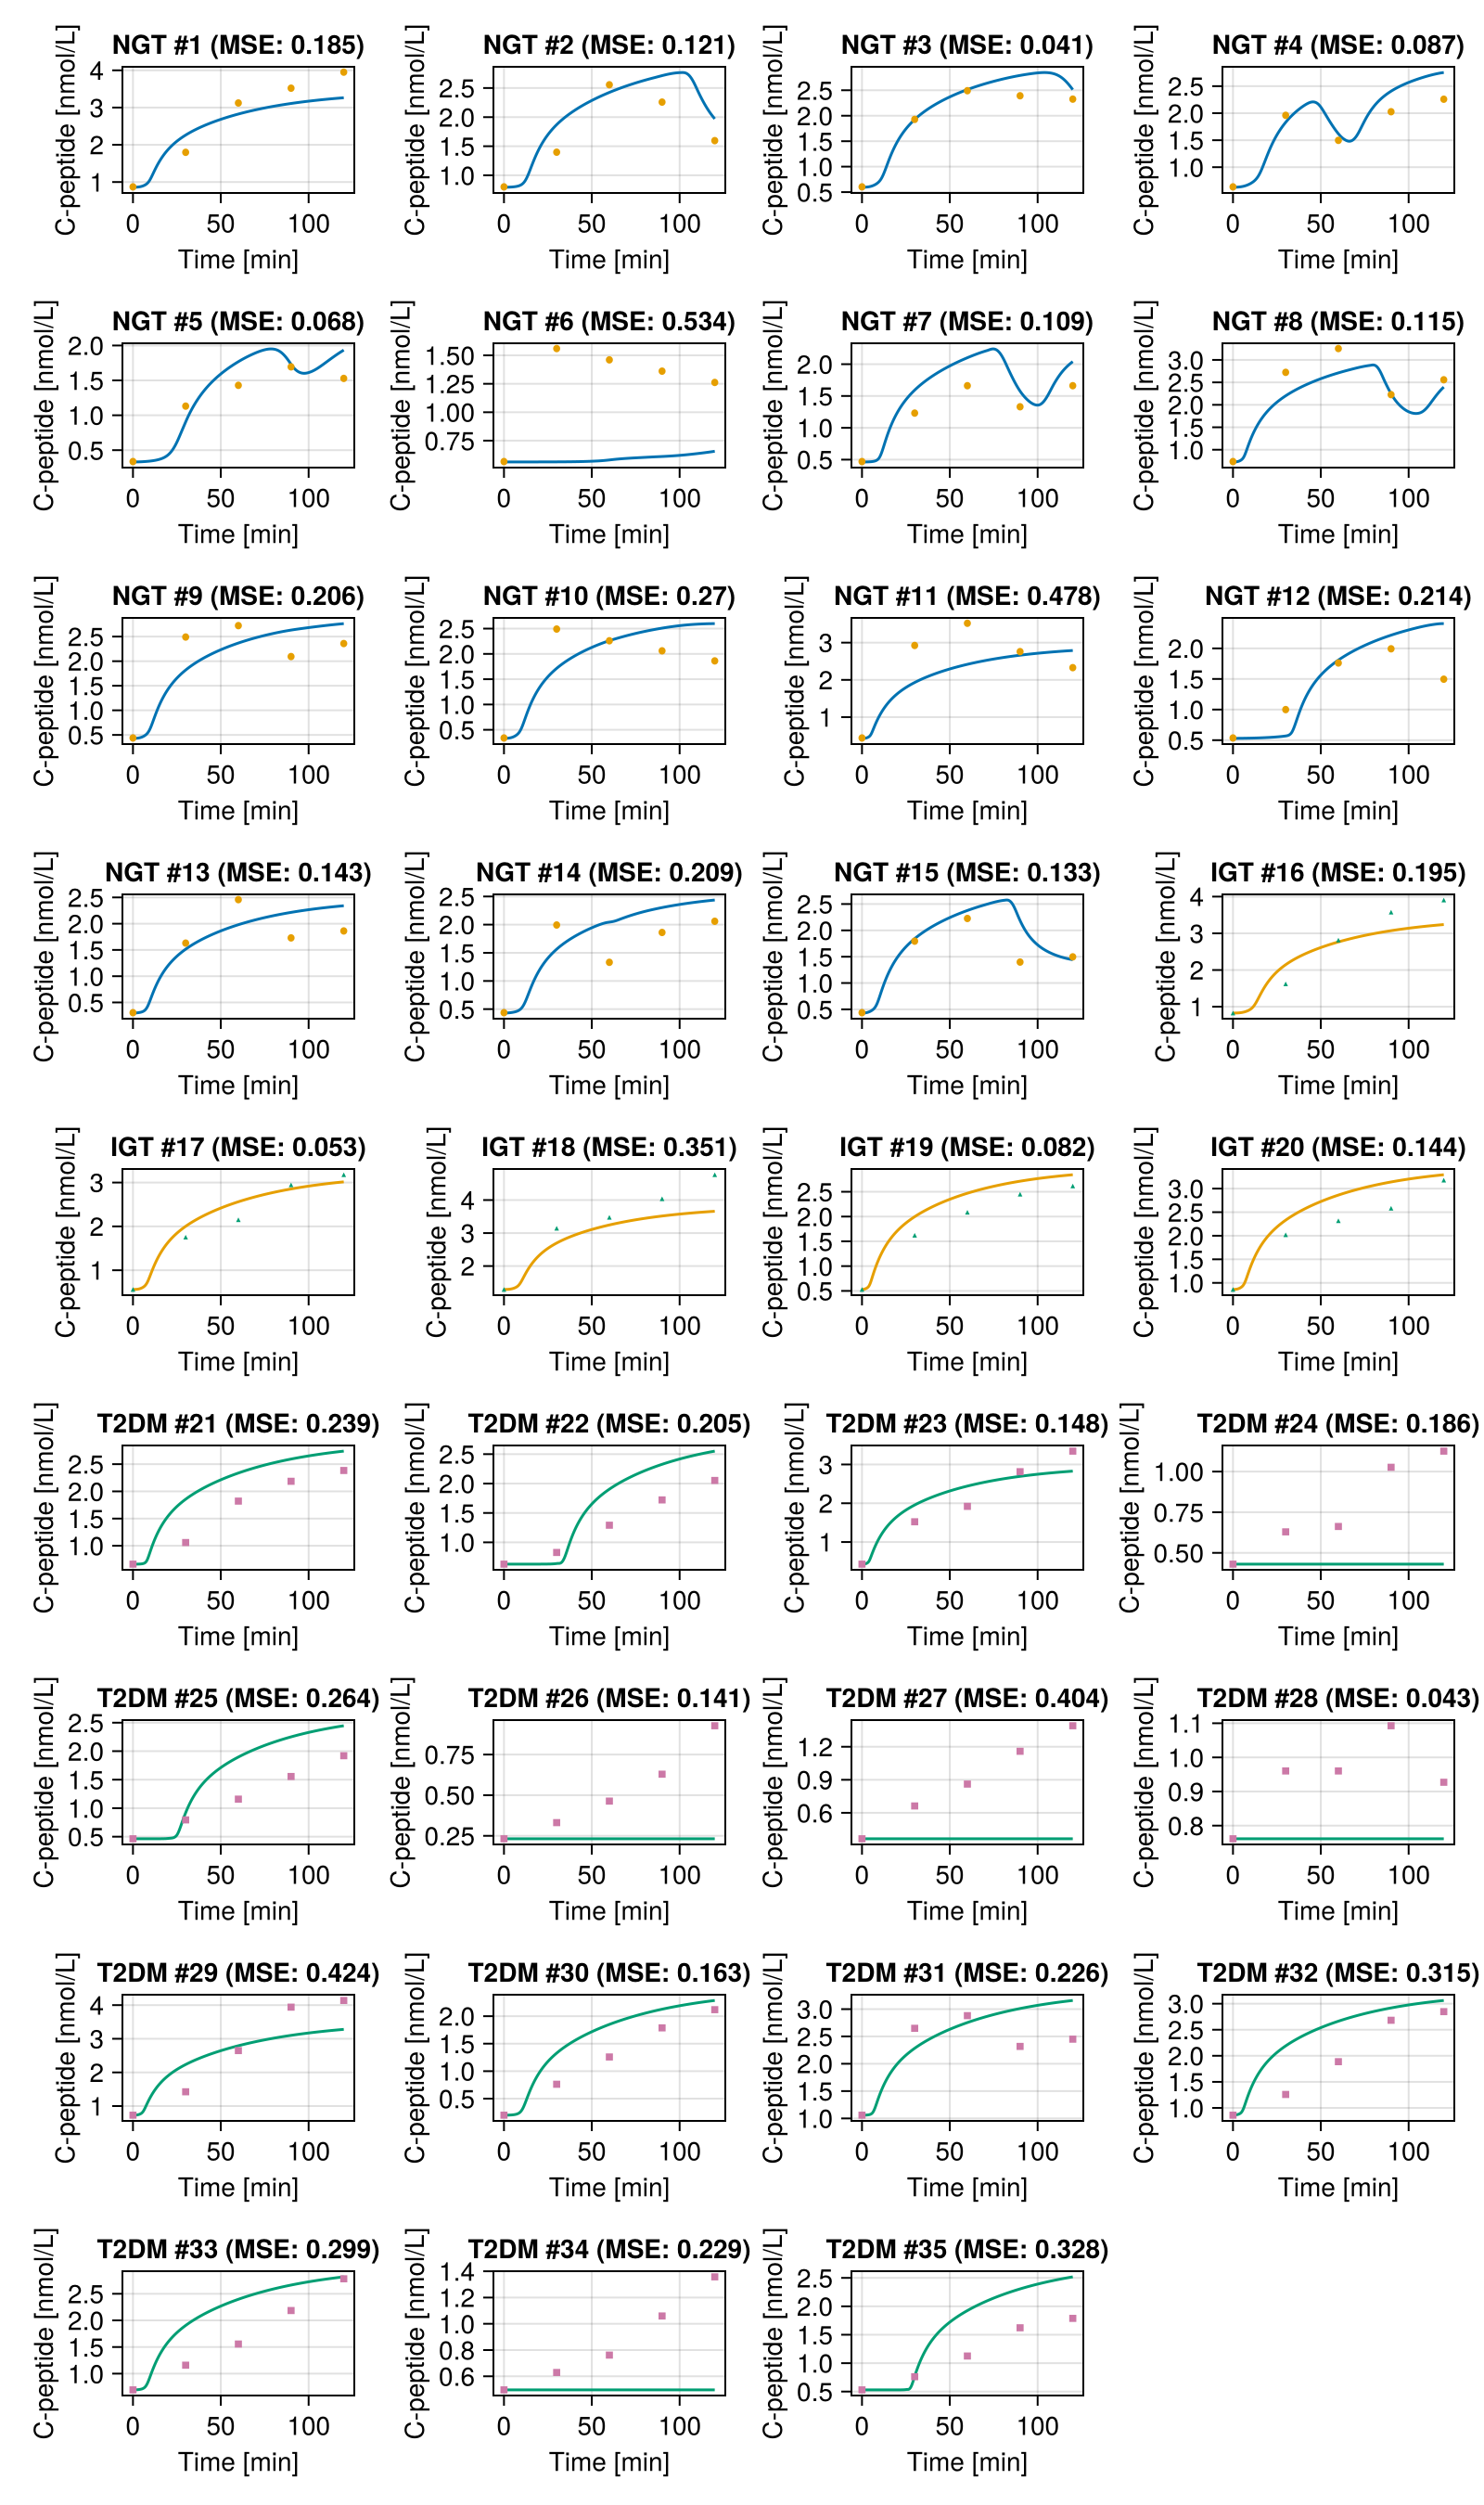 NGT #1 (MSE: 0.185)
C-peptide [nmol/L]
4
3
2
1
0 50 100
Time [min]
NGT #2 (MSE: 0.121)
C-peptide [nmol/L]
2.5
2.0
1.5
1.0
0 50 100
Time [min]
NGT #3 (MSE: 0.041)
C-peptide [nmol/L]
2.5
2.0
1.5
1.0
0.5
0 50 100
Time [min]
NGT #4 (MSE: 0.087)
C-peptide [nmol/L]
2.5
2.0
1.5
1.0
0 50 100
Time [min]
NGT #5 (MSE: 0.068)
C-peptide [nmol/L]
2.0
1.5
1.0
0.5
0 50 100
Time [min]
NGT #6 (MSE: 0.534)
C-peptide [nmol/L]
1.50
1.25
1.00
0.75
0 50 100
Time [min]
NGT #7 (MSE: 0.109)
C-peptide [nmol/L]
2.0
1.5
1.0
0.5
0 50 100
Time [min]
NGT #8 (MSE: 0.115)
C-peptide [nmol/L]
3.0
2.5
2.0
1.5
1.0
0 50 100
Time [min]
NGT #9 (MSE: 0.206)
C-peptide [nmol/L]
2.5
2.0
1.5
1.0
0.5
0 50 100
Time [min]
NGT #10 (MSE: 0.27)
C-peptide [nmol/L]
2.5
2.0
1.5
1.0
0.5
0 50 100
Time [min]
NGT #11 (MSE: 0.478)
C-peptide [nmol/L]
3
2
1
0 50 100
Time [min]
NGT #12 (MSE: 0.214)
C-peptide [nmol/L]
2.0
1.5
1.0
0.5
0 50 100
Time [min]
NGT #13 (MSE: 0.143)
C-peptide [nmol/L]
2.5
2.0
1.5
1.0
0.5
0 50 100
Time [min]
NGT #14 (MSE: 0.209)
C-peptide [nmol/L]
2.5
2.0
1.5
1.0
0.5
0 50 100
Time [min]
NGT #15 (MSE: 0.133)
C-peptide [nmol/L]
2.5
2.0
1.5
1.0
0.5
0 50 100
Time [min]
IGT #16 (MSE: 0.195)
C-peptide [nmol/L]
4
3
2
1
0 50 100
Time [min]
IGT #17 (MSE: 0.053)
C-peptide [nmol/L]
3
2
1
0 50 100
Time [min]
IGT #18 (MSE: 0.351)
C-peptide [nmol/L]
4
3
2
0 50 100
Time [min]
IGT #19 (MSE: 0.082)
C-peptide [nmol/L]
2.5
2.0
1.5
1.0
0.5
0 50 100
Time [min]
IGT #20 (MSE: 0.144)
C-peptide [nmol/L]
3.0
2.5
2.0
1.5
1.0
0 50 100
Time [min]
T2DM #21 (MSE: 0.239)
C-peptide [nmol/L]
2.5
2.0
1.5
1.0
0 50 100
Time [min]
T2DM #22 (MSE: 0.205)
C-peptide [nmol/L]
2.5
2.0
1.5
1.0
0 50 100
Time [min]
T2DM #23 (MSE: 0.148)
C-peptide [nmol/L]
3
2
1
0 50 100
Time [min]
T2DM #24 (MSE: 0.186)
C-peptide [nmol/L]
1.00
0.75
0.50
0 50 100
Time [min]
T2DM #25 (MSE: 0.264)
C-peptide [nmol/L]
2.5
2.0
1.5
1.0
0.5
0 50 100
Time [min]
T2DM #26 (MSE: 0.141)
C-peptide [nmol/L]
0.75
0.50
0.25
0 50 100
Time [min]
T2DM #27 (MSE: 0.404)
C-peptide [nmol/L]
1.2
0.9
0.6
0 50 100
Time [min]
T2DM #28 (MSE: 0.043)
C-peptide [nmol/L]
1.1
1.0
0.9
0.8
0 50 100
Time [min]
T2DM #29 (MSE: 0.424)
C-peptide [nmol/L]
4
3
2
1
0 50 100
Time [min]
T2DM #30 (MSE: 0.163)
C-peptide [nmol/L]
2.0
1.5
1.0
0.5
0 50 100
Time [min]
T2DM #31 (MSE: 0.226)
C-peptide [nmol/L]
3.0
2.5
2.0
1.5
1.0
0 50 100
Time [min]
T2DM #32 (MSE: 0.315)
C-peptide [nmol/L]
3.0
2.5
2.0
1.5
1.0
0 50 100
Time [min]
T2DM #33 (MSE: 0.299)
C-peptide [nmol/L]
2.5
2.0
1.5
1.0
0 50 100
Time [min]
T2DM #34 (MSE: 0.229)
C-peptide [nmol/L]
1.4
1.2
1.0
0.8
0.6
0 50 100
Time [min]
T2DM #35 (MSE: 0.328)
C-peptide [nmol/L]
2.5
2.0
1.5
1.0
0.5
0 50 100
Time [min]